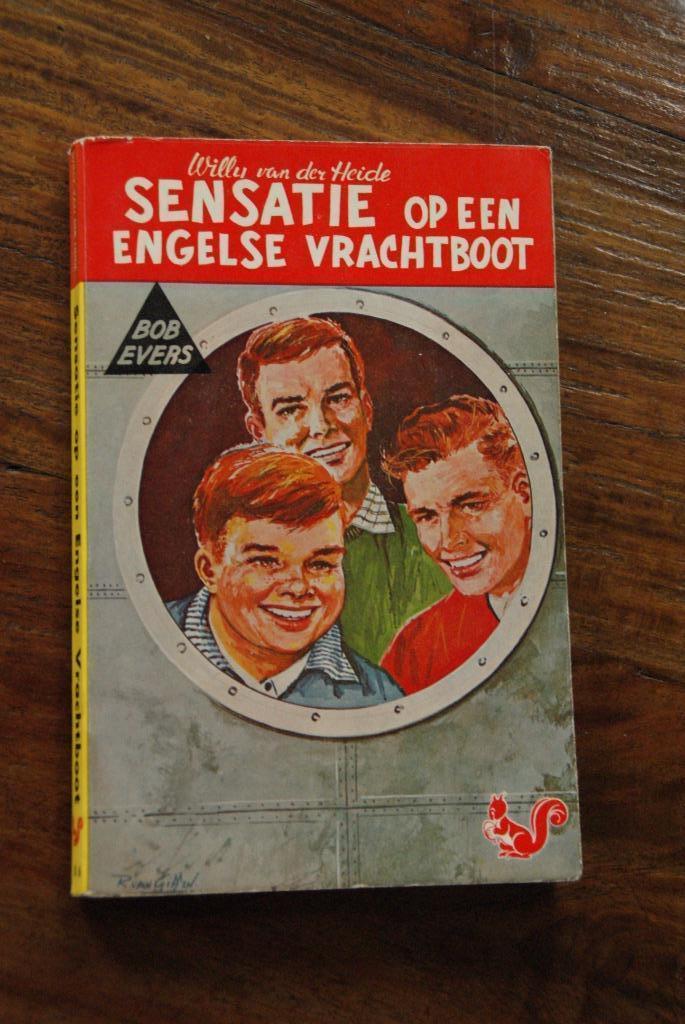 Willy van der Heide
SENSATIE OP EEN
ENGELSE VRACHTBOOT
BOB
EVERS
Sensatie op een Engelse Vrachtboot